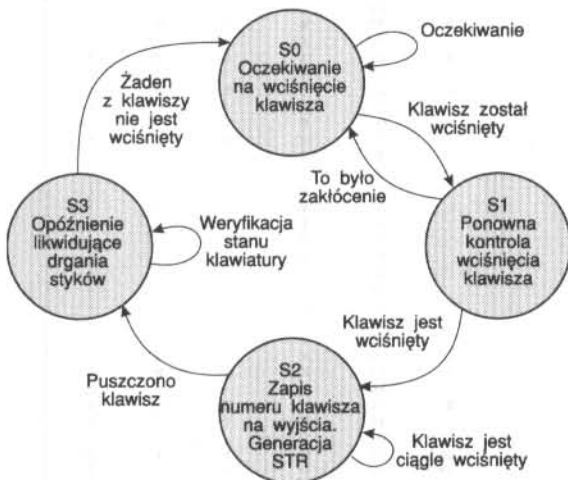 S0
Oczekiwanie
na wciśnięcie
klawisza
Oczekiwanie
Żaden
z klawiszy
nie jest
wciśnięty
Klawisz został
wciśnięty
To było
zakłócenie
S3
Opóźnienie
likwidujące
drgania
styków
Weryfikacja
stanu
klawiatury
S1
Ponowna
kontrola
wciśnięcia
klawisza
Klawisz jest
wciśnięty
Puszczono
klawisz
S2
Zapis
numeru klawisza
na wyjścia.
Generacja
STR
Klawisz jest
ciągle wciśnięty